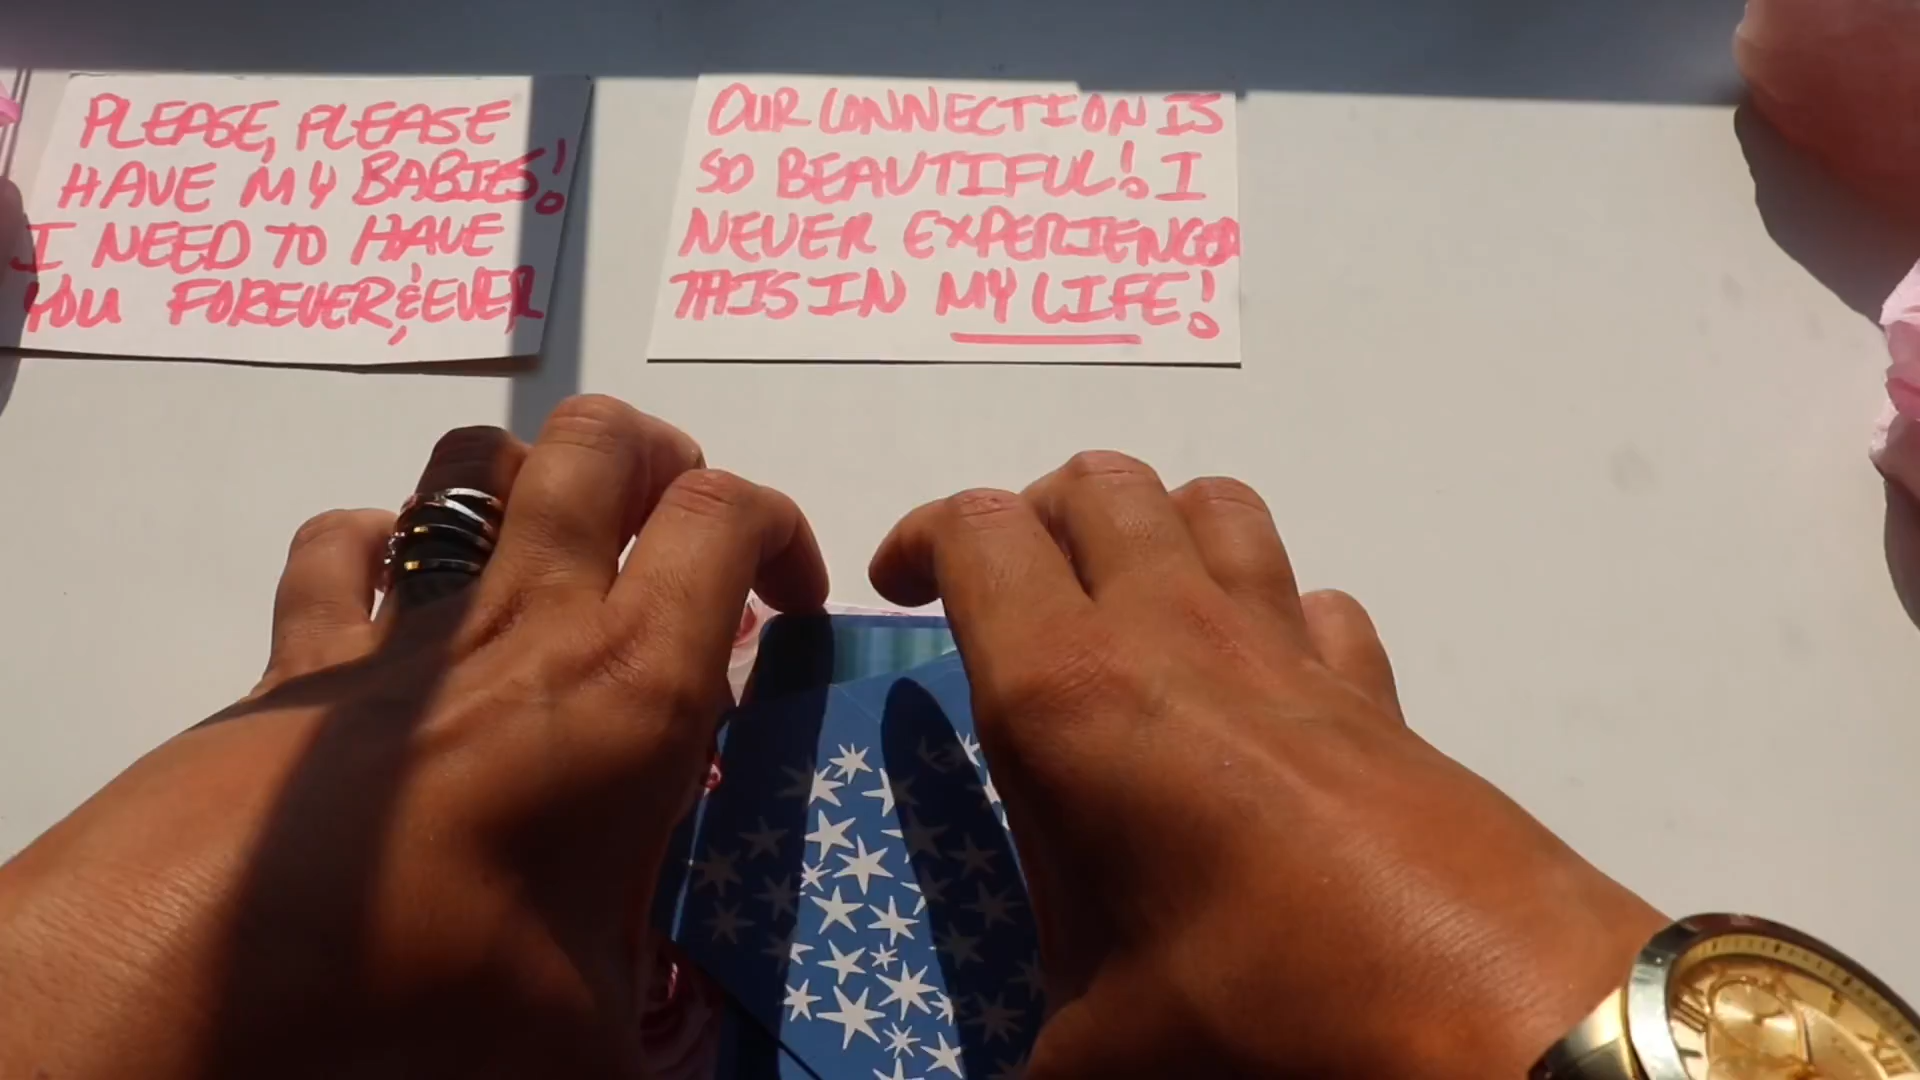 PLEASE, PLEASE
HAVE MY BABIES!
I NEED TO HAVE
YOU FOREVER & EVER
OUR CONNECTION IS
SO BEAUTIFUL! I
NEVER EXPERIENCED
THIS IN MY LIFE!